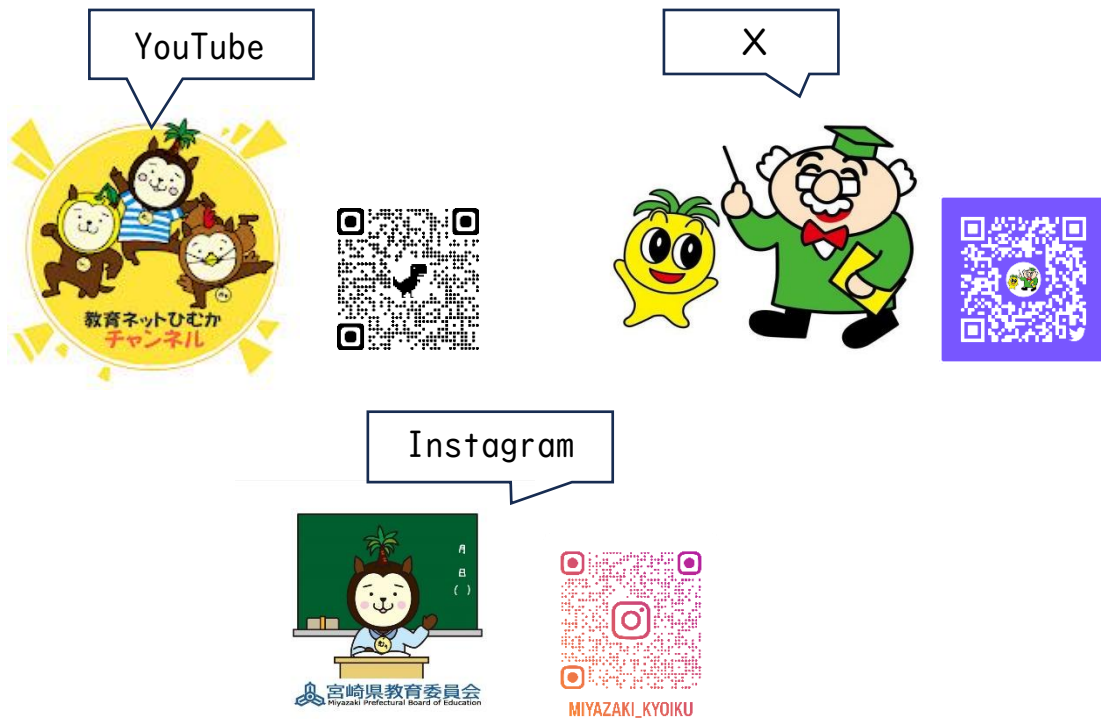 YouTube
X
教育ネットひむか
チャンネル
Instagram
月
日
( )
宮崎県教育委員会
Miyazaki Prefectural Board of Education
MIYAZAKI_KYOIKU